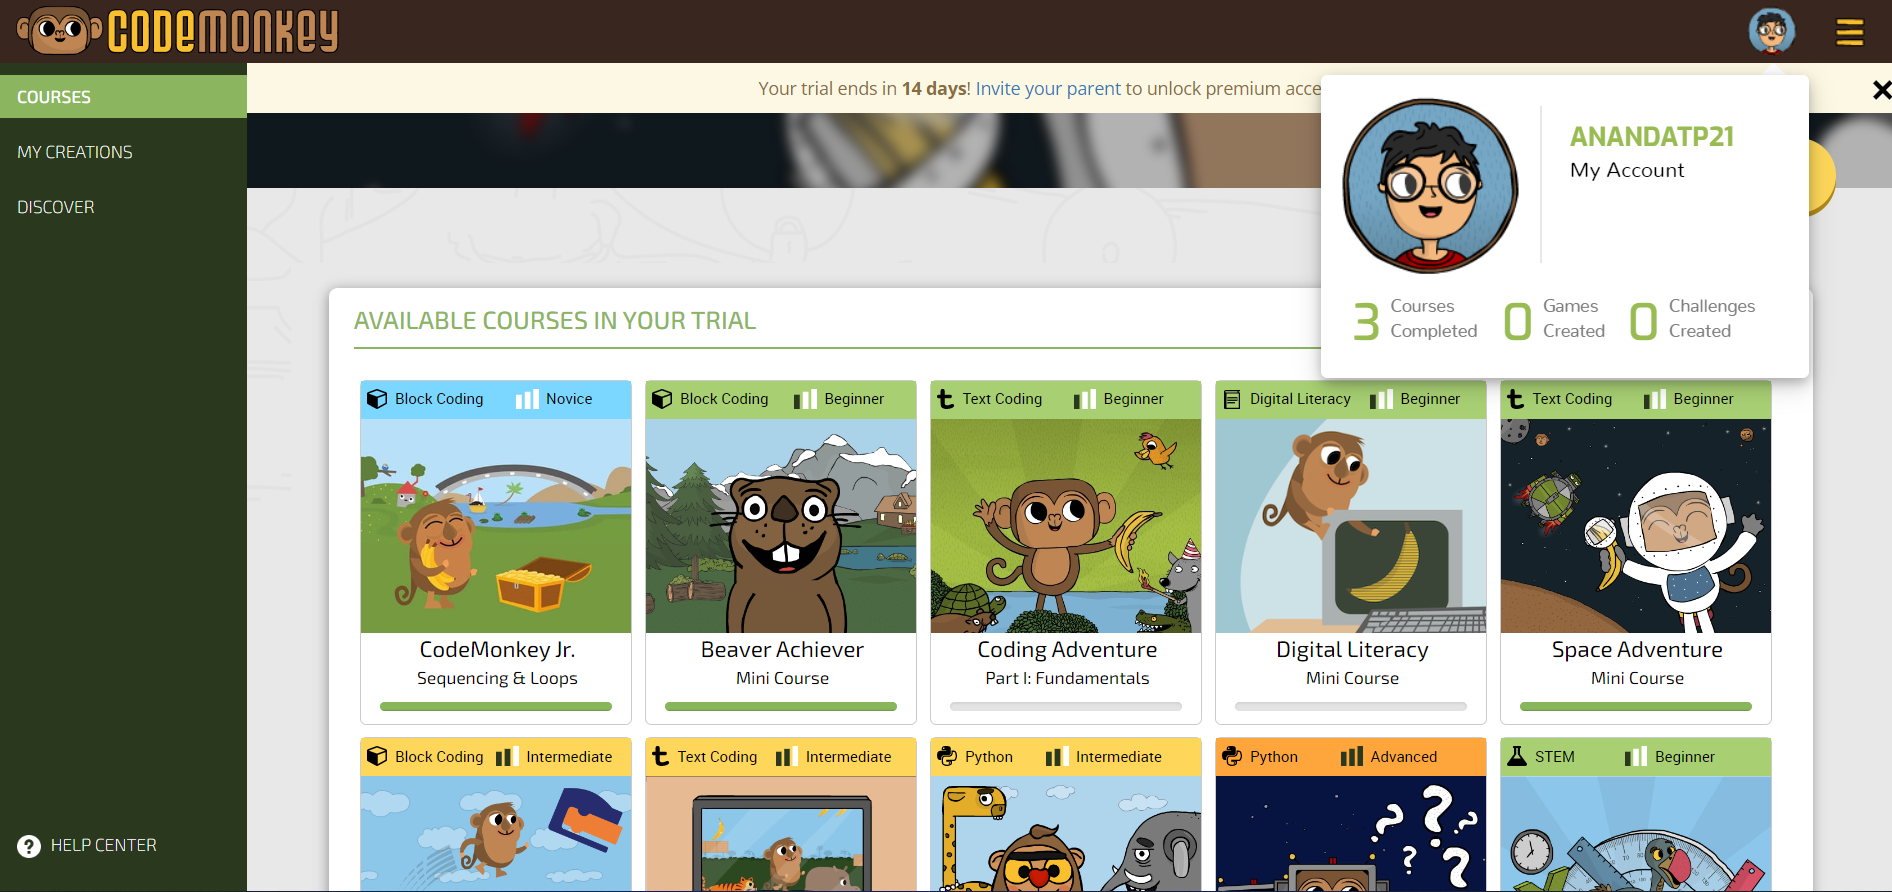 CODEMONKEY
COURSES
MY CREATIONS
DISCOVER
? HELP CENTER
Your trial ends in 14 days! Invite your parent to unlock premium acce
ANANDATP21
My Account
3 Courses Completed
0 Games Created
0 Challenges Created
AVAILABLE COURSES IN YOUR TRIAL
Block Coding Novice
CodeMonkey Jr.
Sequencing & Loops
Block Coding Beginner
Beaver Achiever
Mini Course
Text Coding Beginner
Coding Adventure
Part I: Fundamentals
Digital Literacy Beginner
Digital Literacy
Mini Course
Text Coding Beginner
Space Adventure
Mini Course
Block Coding Intermediate
Text Coding Intermediate
Python Intermediate
Python Advanced
? ? ? ? ?
STEM Beginner